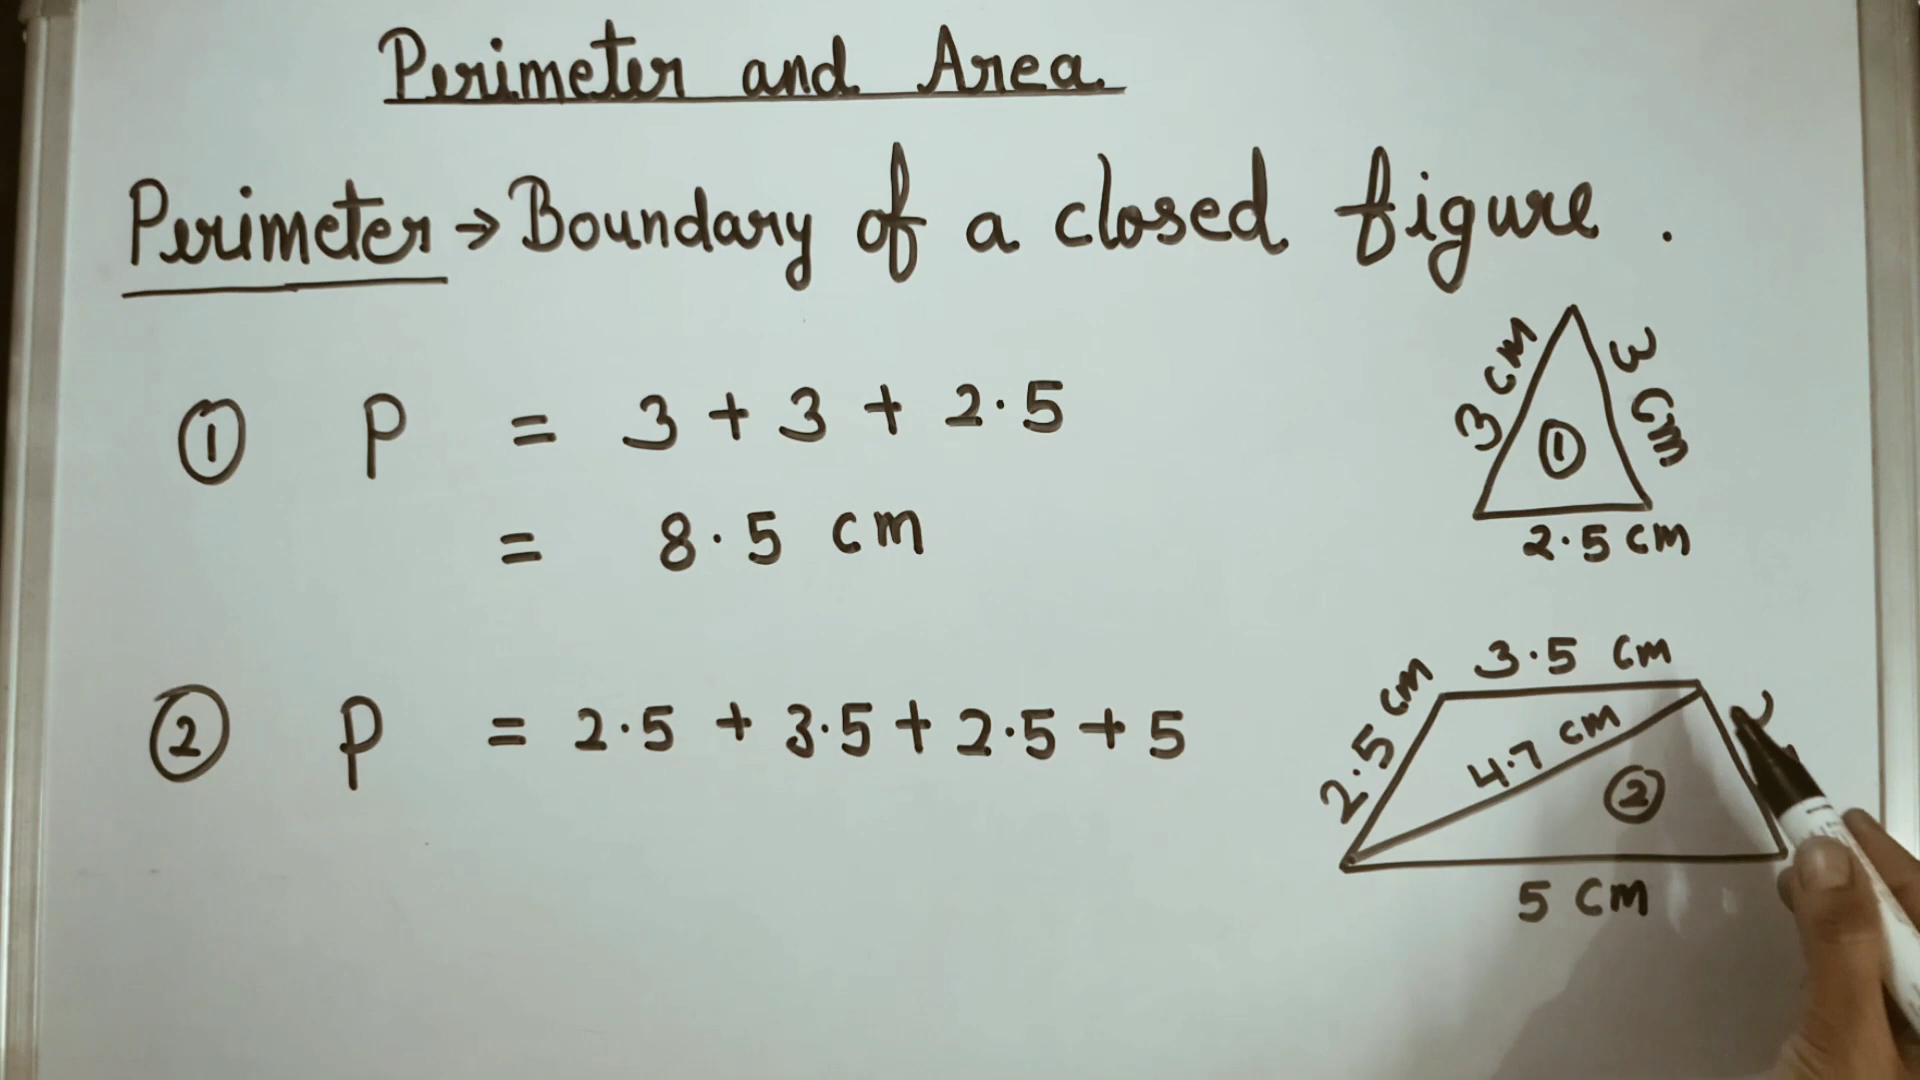 Perimeter and Area
Perimeter → Boundary of a closed figure .
① P = 3 + 3 + 2.5
= 8.5 cm
3 cm
3 cm
①
2.5 cm
② P = 2.5 + 3.5 + 2.5 + 5
3.5 cm
2.5 cm
4.7 cm
②
5 cm